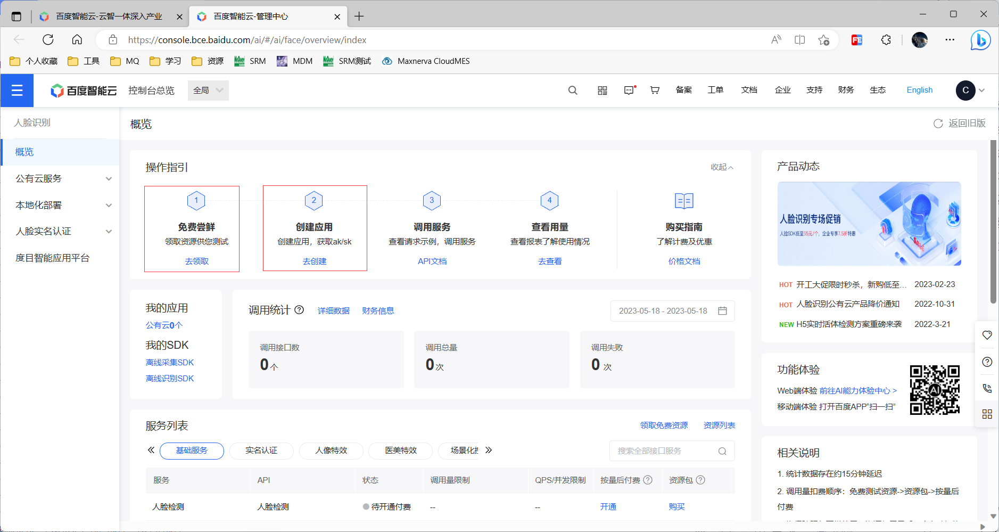 百度智能云-云智一体深入产业
百度智能云-管理中心
https://console.bce.baidu.com/ai/#/ai/face/overview/index
个人收藏 工具 MQ 学习 资源 SRM MDM SRM测试 Maxnerva CloudMES
百度智能云 控制台总览 全局 备案 工单 文档 企业 支持 财务 生态 English C
人脸识别
概览
公有云服务
本地化部署
人脸实名认证
度目智能应用平台
概览
返回旧版
操作指引
收起
1
免费尝鲜
领取资源供您测试
去领取
2
创建应用
创建应用，获取ak/sk
去创建
3
调用服务
查看请求示例，调用服务
API文档
4
查看用量
查看报表了解使用情况
去查看
购买指南
了解计费及优惠
价格文档
我的应用
公有云0个
我的SDK
离线采集SDK
离线识别SDK
调用统计 详细数据 财务信息
2023-05-18 - 2023-05-18
调用接口数
0个
调用总量
0次
调用失败
0 次
服务列表
领取免费资源 资源列表
基础服务 实名认证 人像特效 医美特效
搜索全部接口服务
服务 API 状态 调用量限制 QPS/并发限制 按量后付费 资源包
人脸检测 人脸检测 待开通付费 -- -- 开通 购买
产品动态
人脸识别专场促销
人脸SDK低至55元/个，企业专享7.5折特惠
HOT 开工大促限时秒杀，新购低至... 2023-02-23
HOT 人脸识别公有云产品降价通知 2022-10-31
NEW H5实时活体检测方案重磅来袭 2022-3-21
功能体验
Web端体验 前往AI能力体验中心 >
移动端体验 打开百度APP“扫一扫”
AI
相关说明
1. 统计数据存在约15分钟延迟
2. 调用量扣费顺序：免费测试资源->资源包->按量后
付费